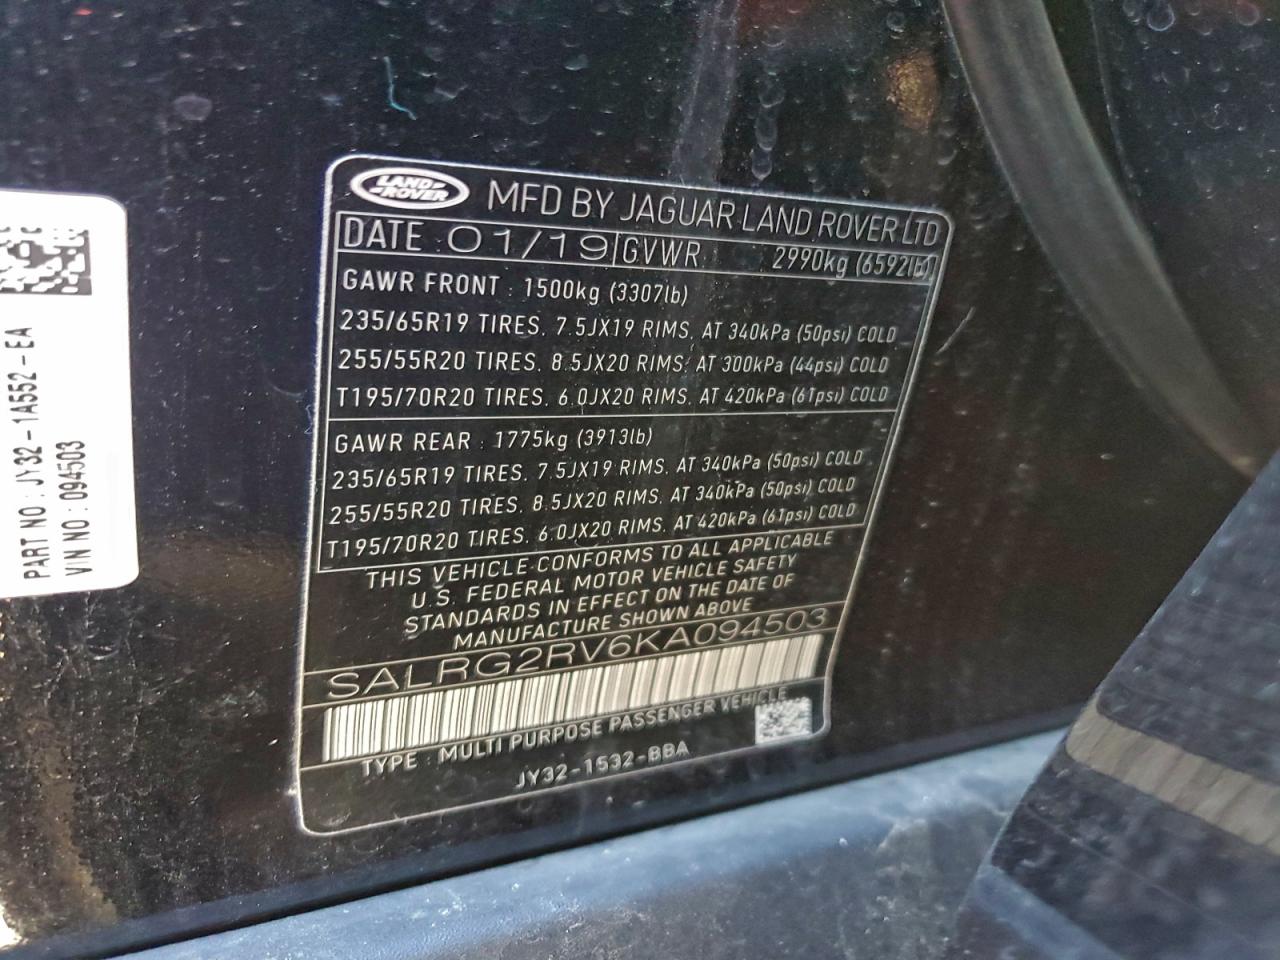 PART NO : JY32-1A552-EA
VIN NO : 094503
LAND ROVER MFD BY JAGUAR LAND ROVER LTD
DATE 01/19 GVWR 2990kg (6592lb)
GAWR FRONT : 1500kg (3307lb)
235/65R19 TIRES, 7.5JX19 RIMS, AT 340kPa (50psi) COLD
255/55R20 TIRES, 8.5JX20 RIMS, AT 300kPa (44psi) COLD
T195/70R20 TIRES, 6.0JX20 RIMS, AT 420kPa (61psi) COLD
GAWR REAR : 1775kg (3913lb)
235/65R19 TIRES, 7.5JX19 RIMS, AT 340kPa (50psi) COLD
255/55R20 TIRES, 8.5JX20 RIMS, AT 340kPa (50psi) COLD
T195/70R20 TIRES, 6.0JX20 RIMS, AT 420kPa (61psi) COLD
THIS VEHICLE CONFORMS TO ALL APPLICABLE
U.S. FEDERAL MOTOR VEHICLE SAFETY
STANDARDS IN EFFECT ON THE DATE OF
MANUFACTURE SHOWN ABOVE
SALRG2RV6KA094503
TYPE : MULTI PURPOSE PASSENGER VEHICLE
JY32-1532-BBA